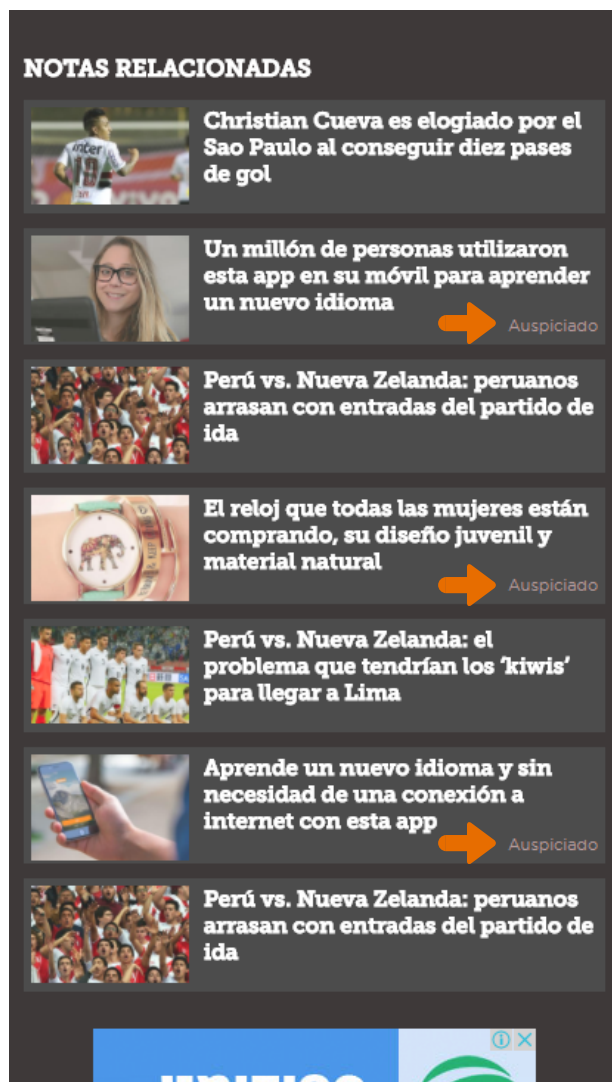 NOTAS RELACIONADAS
Christian Cueva es elogiado por el
Sao Paulo al conseguir diez pases
de gol
Un millón de personas utilizaron
esta app en su móvil para aprender
un nuevo idioma
Auspiciado
Perú vs. Nueva Zelanda: peruanos
arrasan con entradas del partido de
ida
El reloj que todas las mujeres están
comprando, su diseño juvenil y
material natural
Auspiciado
Perú vs. Nueva Zelanda: el
problema que tendrían los ‘kiwis’
para llegar a Lima
Aprende un nuevo idioma y sin
necesidad de una conexión a
internet con esta app
Auspiciado
Perú vs. Nueva Zelanda: peruanos
arrasan con entradas del partido de
ida